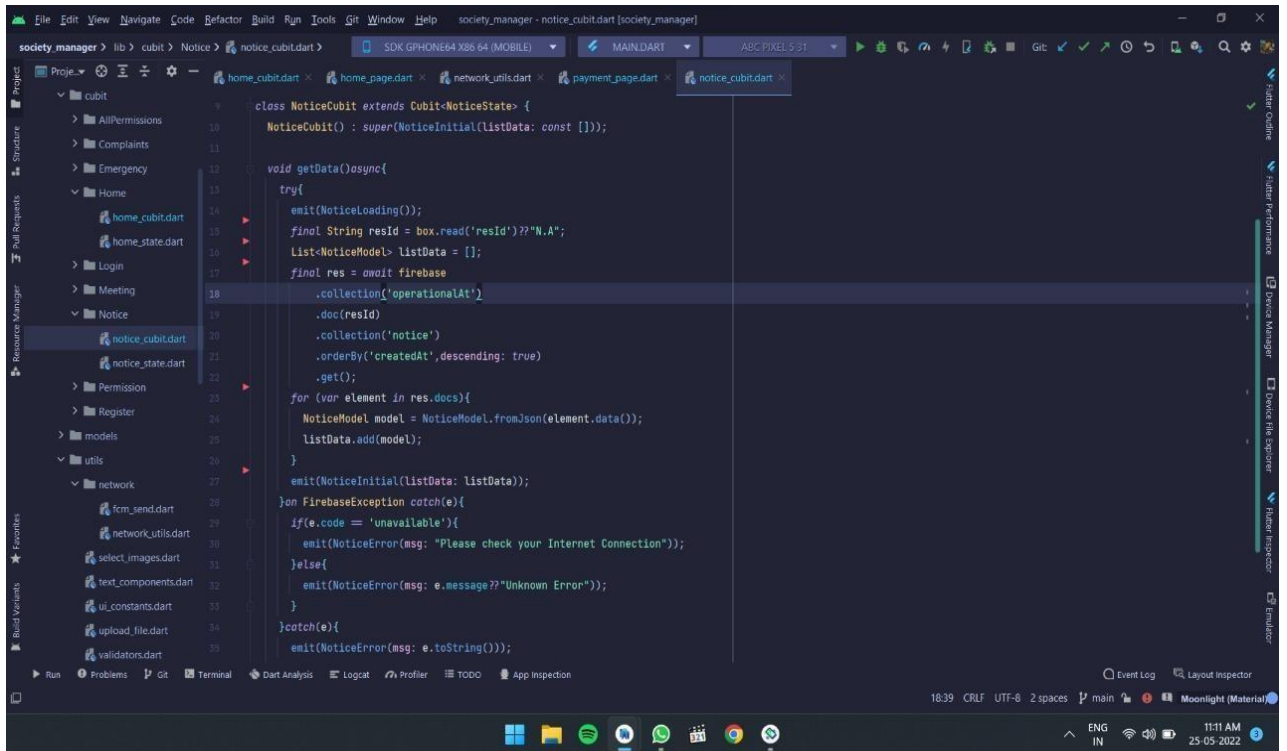 File Edit View Navigate Code Refactor Build Run Tools Git Window Help society_manager - notice_cubit.dart [society_manager]
society_manager > lib > cubit > Notice > notice_cubit.dart > SDK GPHONE64 X86 64 (MOBILE) MAIN.DART ABC PIXEL 5 31 Git:
Proje... home_cubit.dart × home_page.dart × network_utils.dart × payment_page.dart × notice_cubit.dart ×
Project
Structure
Pull Requests
Resource Manager
Favorites
Build Variants
cubit
AllPermissions
Complaints
Emergency
Home
home_cubit.dart
home_state.dart
Login
Meeting
Notice
notice_cubit.dart
notice_state.dart
Permission
Register
models
utils
network
fcm_send.dart
network_utils.dart
select_images.dart
text_components.dart
ui_constants.dart
upload_file.dart
validators.dart
9 class NoticeCubit extends Cubit<NoticeState> {
10 NoticeCubit() : super(NoticeInitial(listData: const []));
11
12 void getData()async{
13 try{
14 emit(NoticeLoading());
15 final String resId = box.read('resId')??"N.A";
16 List<NoticeModel> listData = [];
17 final res = await firebase
18 .collection('operationalAt')
19 .doc(resId)
20 .collection('notice')
21 .orderBy('createdAt',descending: true)
22 .get();
23 for (var element in res.docs){
24 NoticeModel model = NoticeModel.fromJson(element.data());
25 listData.add(model);
26 }
27 emit(NoticeInitial(listData: listData));
28 }on FirebaseException catch(e){
29 if(e.code == 'unavailable'){
30 emit(NoticeError(msg: "Please check your Internet Connection"));
31 }else{
32 emit(NoticeError(msg: e.message??"Unknown Error"));
33 }
34 }catch(e){
35 emit(NoticeError(msg: e.toString()));
Flutter Outline
Flutter Performance
Device Manager
Device File Explorer
Flutter Inspector
Emulator
Run Problems Git Terminal Dart Analysis Logcat Profiler TODO App Inspection Event Log Layout Inspector
18:39 CRLF UTF-8 2 spaces main Moonlight (Material)
321
ENG
IN
11:11 AM
25-05-2022
3